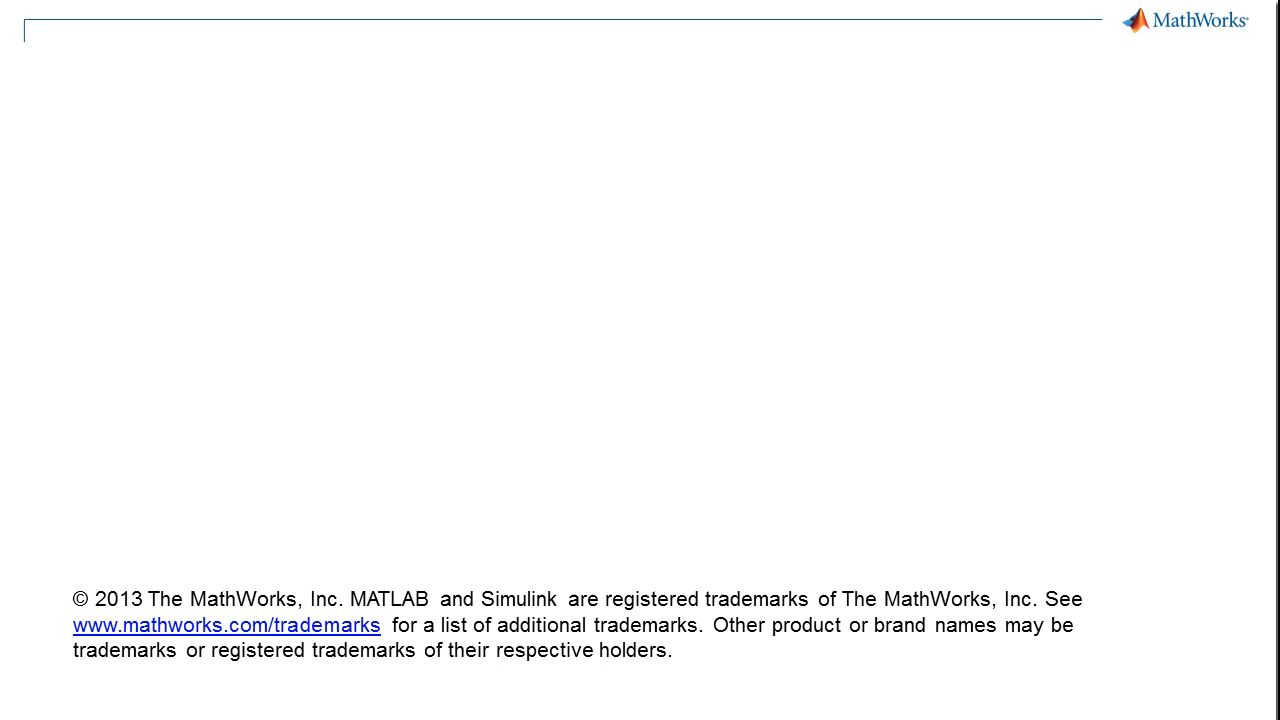 MathWorks®
© 2013 The MathWorks, Inc. MATLAB and Simulink are registered trademarks of The MathWorks, Inc. See
www.mathworks.com/trademarks for a list of additional trademarks. Other product or brand names may be
trademarks or registered trademarks of their respective holders.